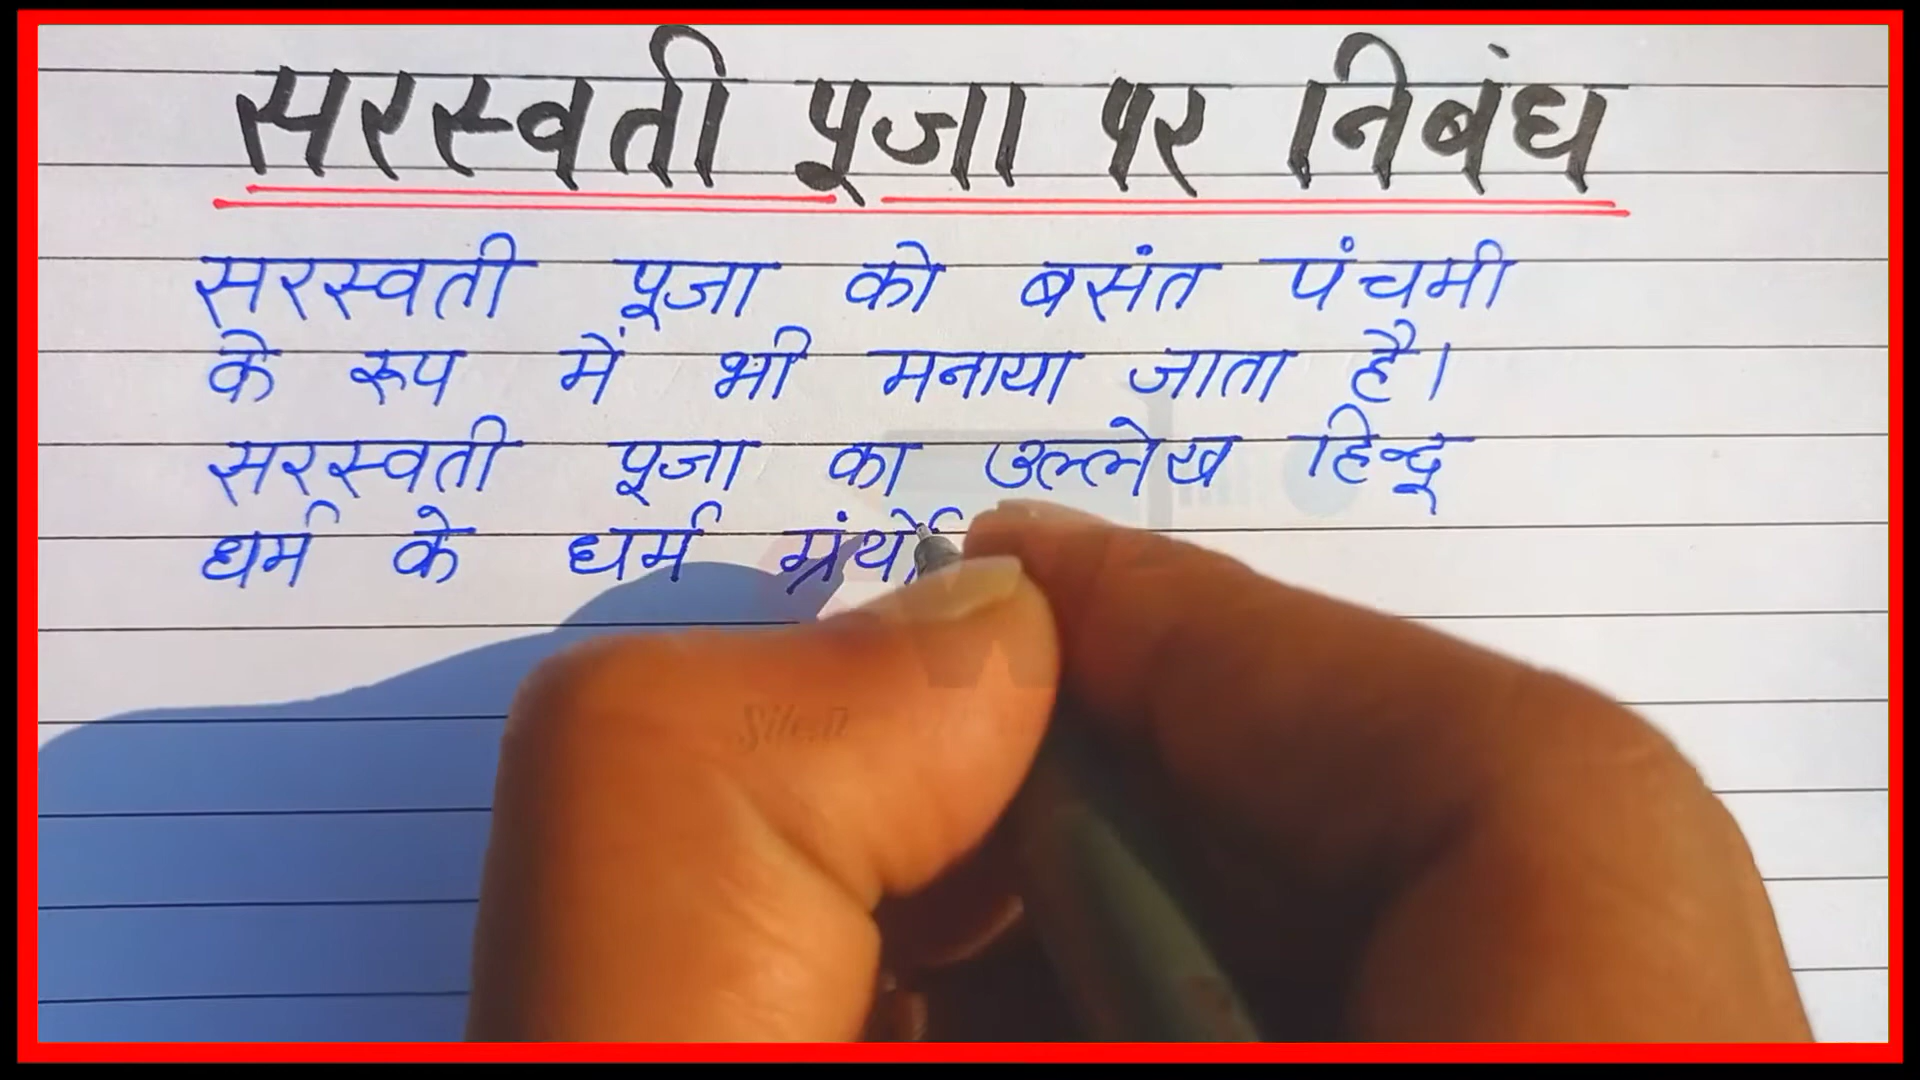 सरस्वती पूजा पर निबंध
सरस्वती पूजा को बसंत पंचमी
के रूप में भी मनाया जाता है।
सरस्वती पूजा का उल्लेख हिन्दू
धर्म के धर्म ग्रंथो